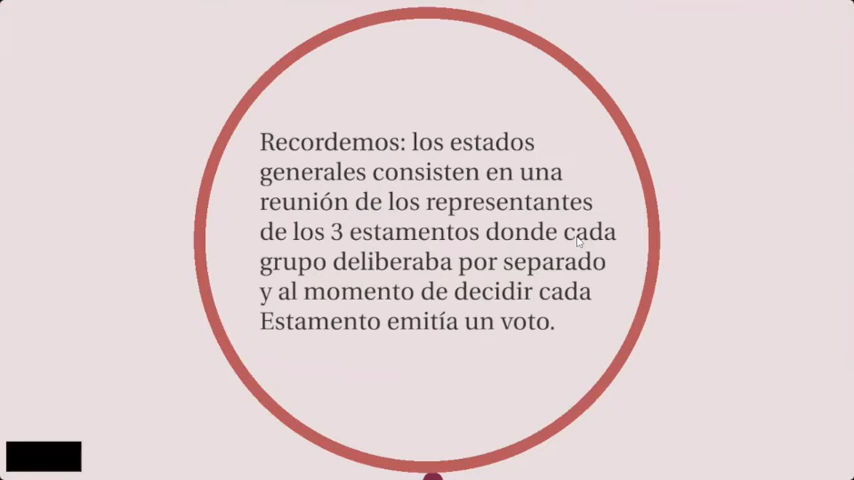 Recordemos: los estados
generales consisten en una
reunión de los representantes
de los 3 estamentos donde cada
grupo deliberaba por separado
y al momento de decidir cada
Estamento emitía un voto.